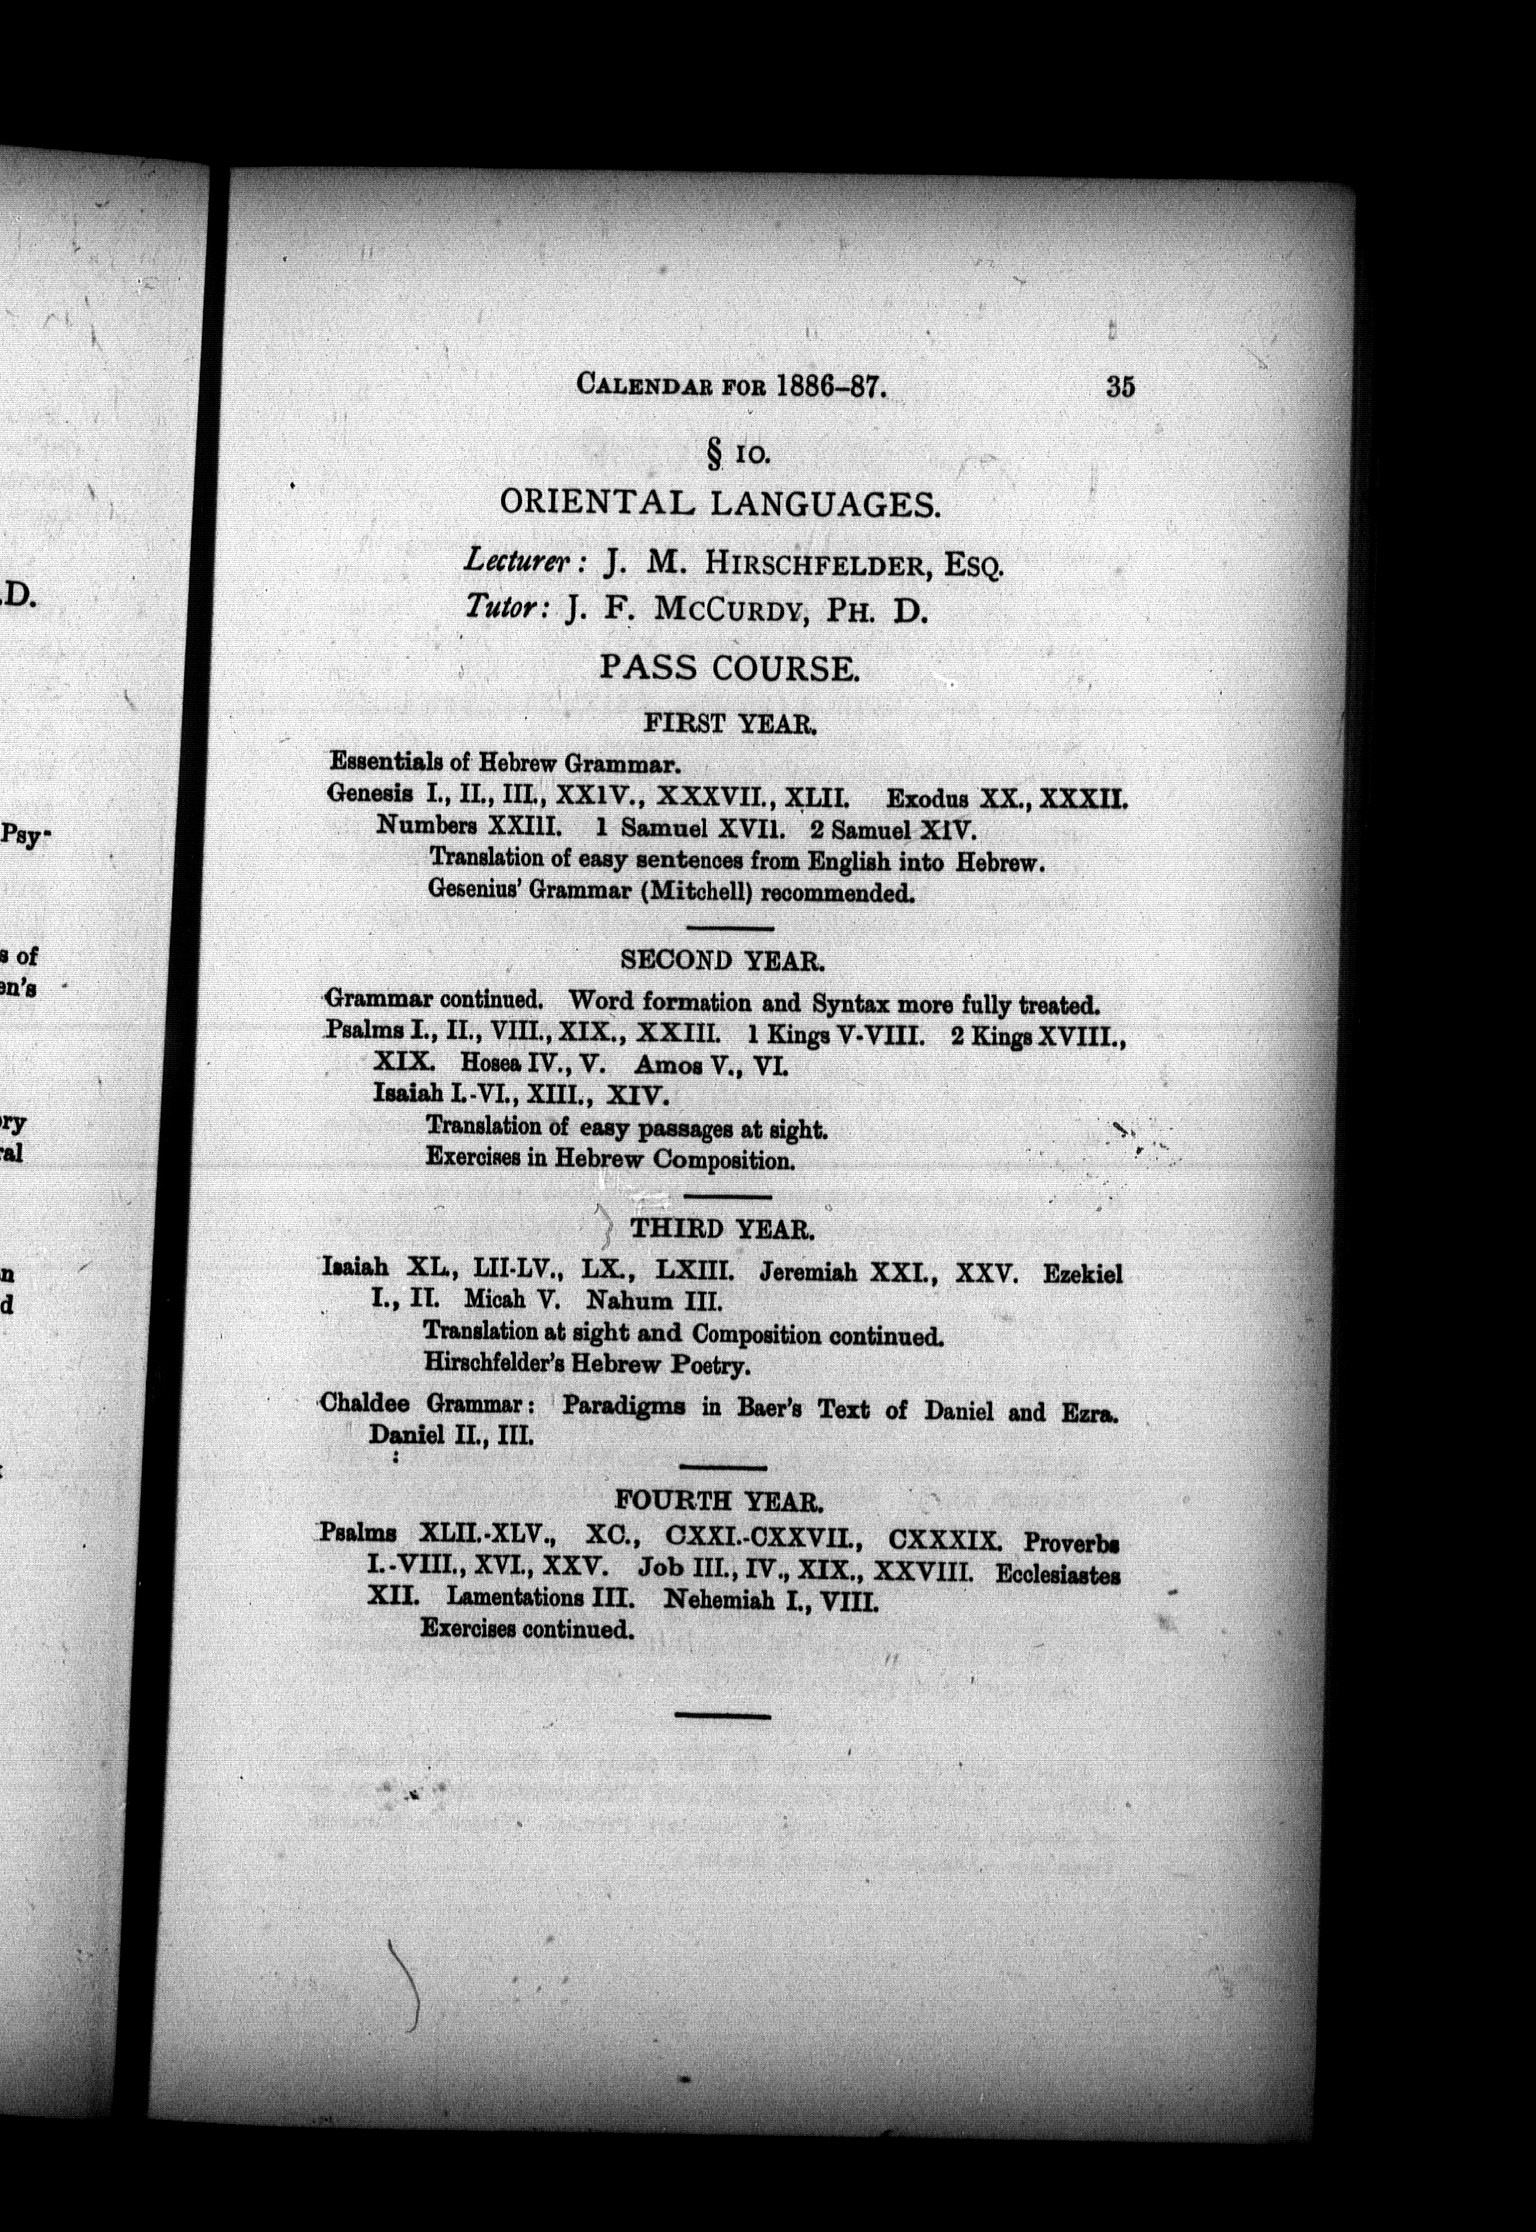 CALENDAR FOR 1886–87. 35
§ 10.
ORIENTAL LANGUAGES.
Lecturer: J. M. HIRSCHFELDER, ESQ.
Tutor: J. F. MCCURDY, PH. D.
PASS COURSE.
FIRST YEAR.
Essentials of Hebrew Grammar.
Genesis I., II., III., XXIV., XXXVII., XLII. Exodus XX., XXXII.
Numbers XXIII. 1 Samuel XVII. 2 Samuel XIV.
Translation of easy sentences from English into Hebrew.
Gesenius' Grammar (Mitchell) recommended.
SECOND YEAR.
Grammar continued. Word formation and Syntax more fully treated.
Psalms I., II., VIII., XIX., XXIII. 1 Kings V-VIII. 2 Kings XVIII.,
XIX. Hosea IV., V. Amos V., VI.
Isaiah I.-VI., XIII., XIV.
Translation of easy passages at sight.
Exercises in Hebrew Composition.
THIRD YEAR.
Isaiah XL., LII-LV., LX., LXIII. Jeremiah XXI., XXV. Ezekiel
I., II. Micah V. Nahum III.
Translation at sight and Composition continued.
Hirschfelder's Hebrew Poetry.
Chaldee Grammar: Paradigms in Baer's Text of Daniel and Ezra.
Daniel II., III.
FOURTH YEAR.
Psalms XLII.-XLV., XC., CXXI.-CXXVII., CXXXIX. Proverbs
I.-VIII., XVI., XXV. Job III., IV., XIX., XXVIII. Ecclesiastes
XII. Lamentations III. Nehemiah I., VIII.
Exercises continued.